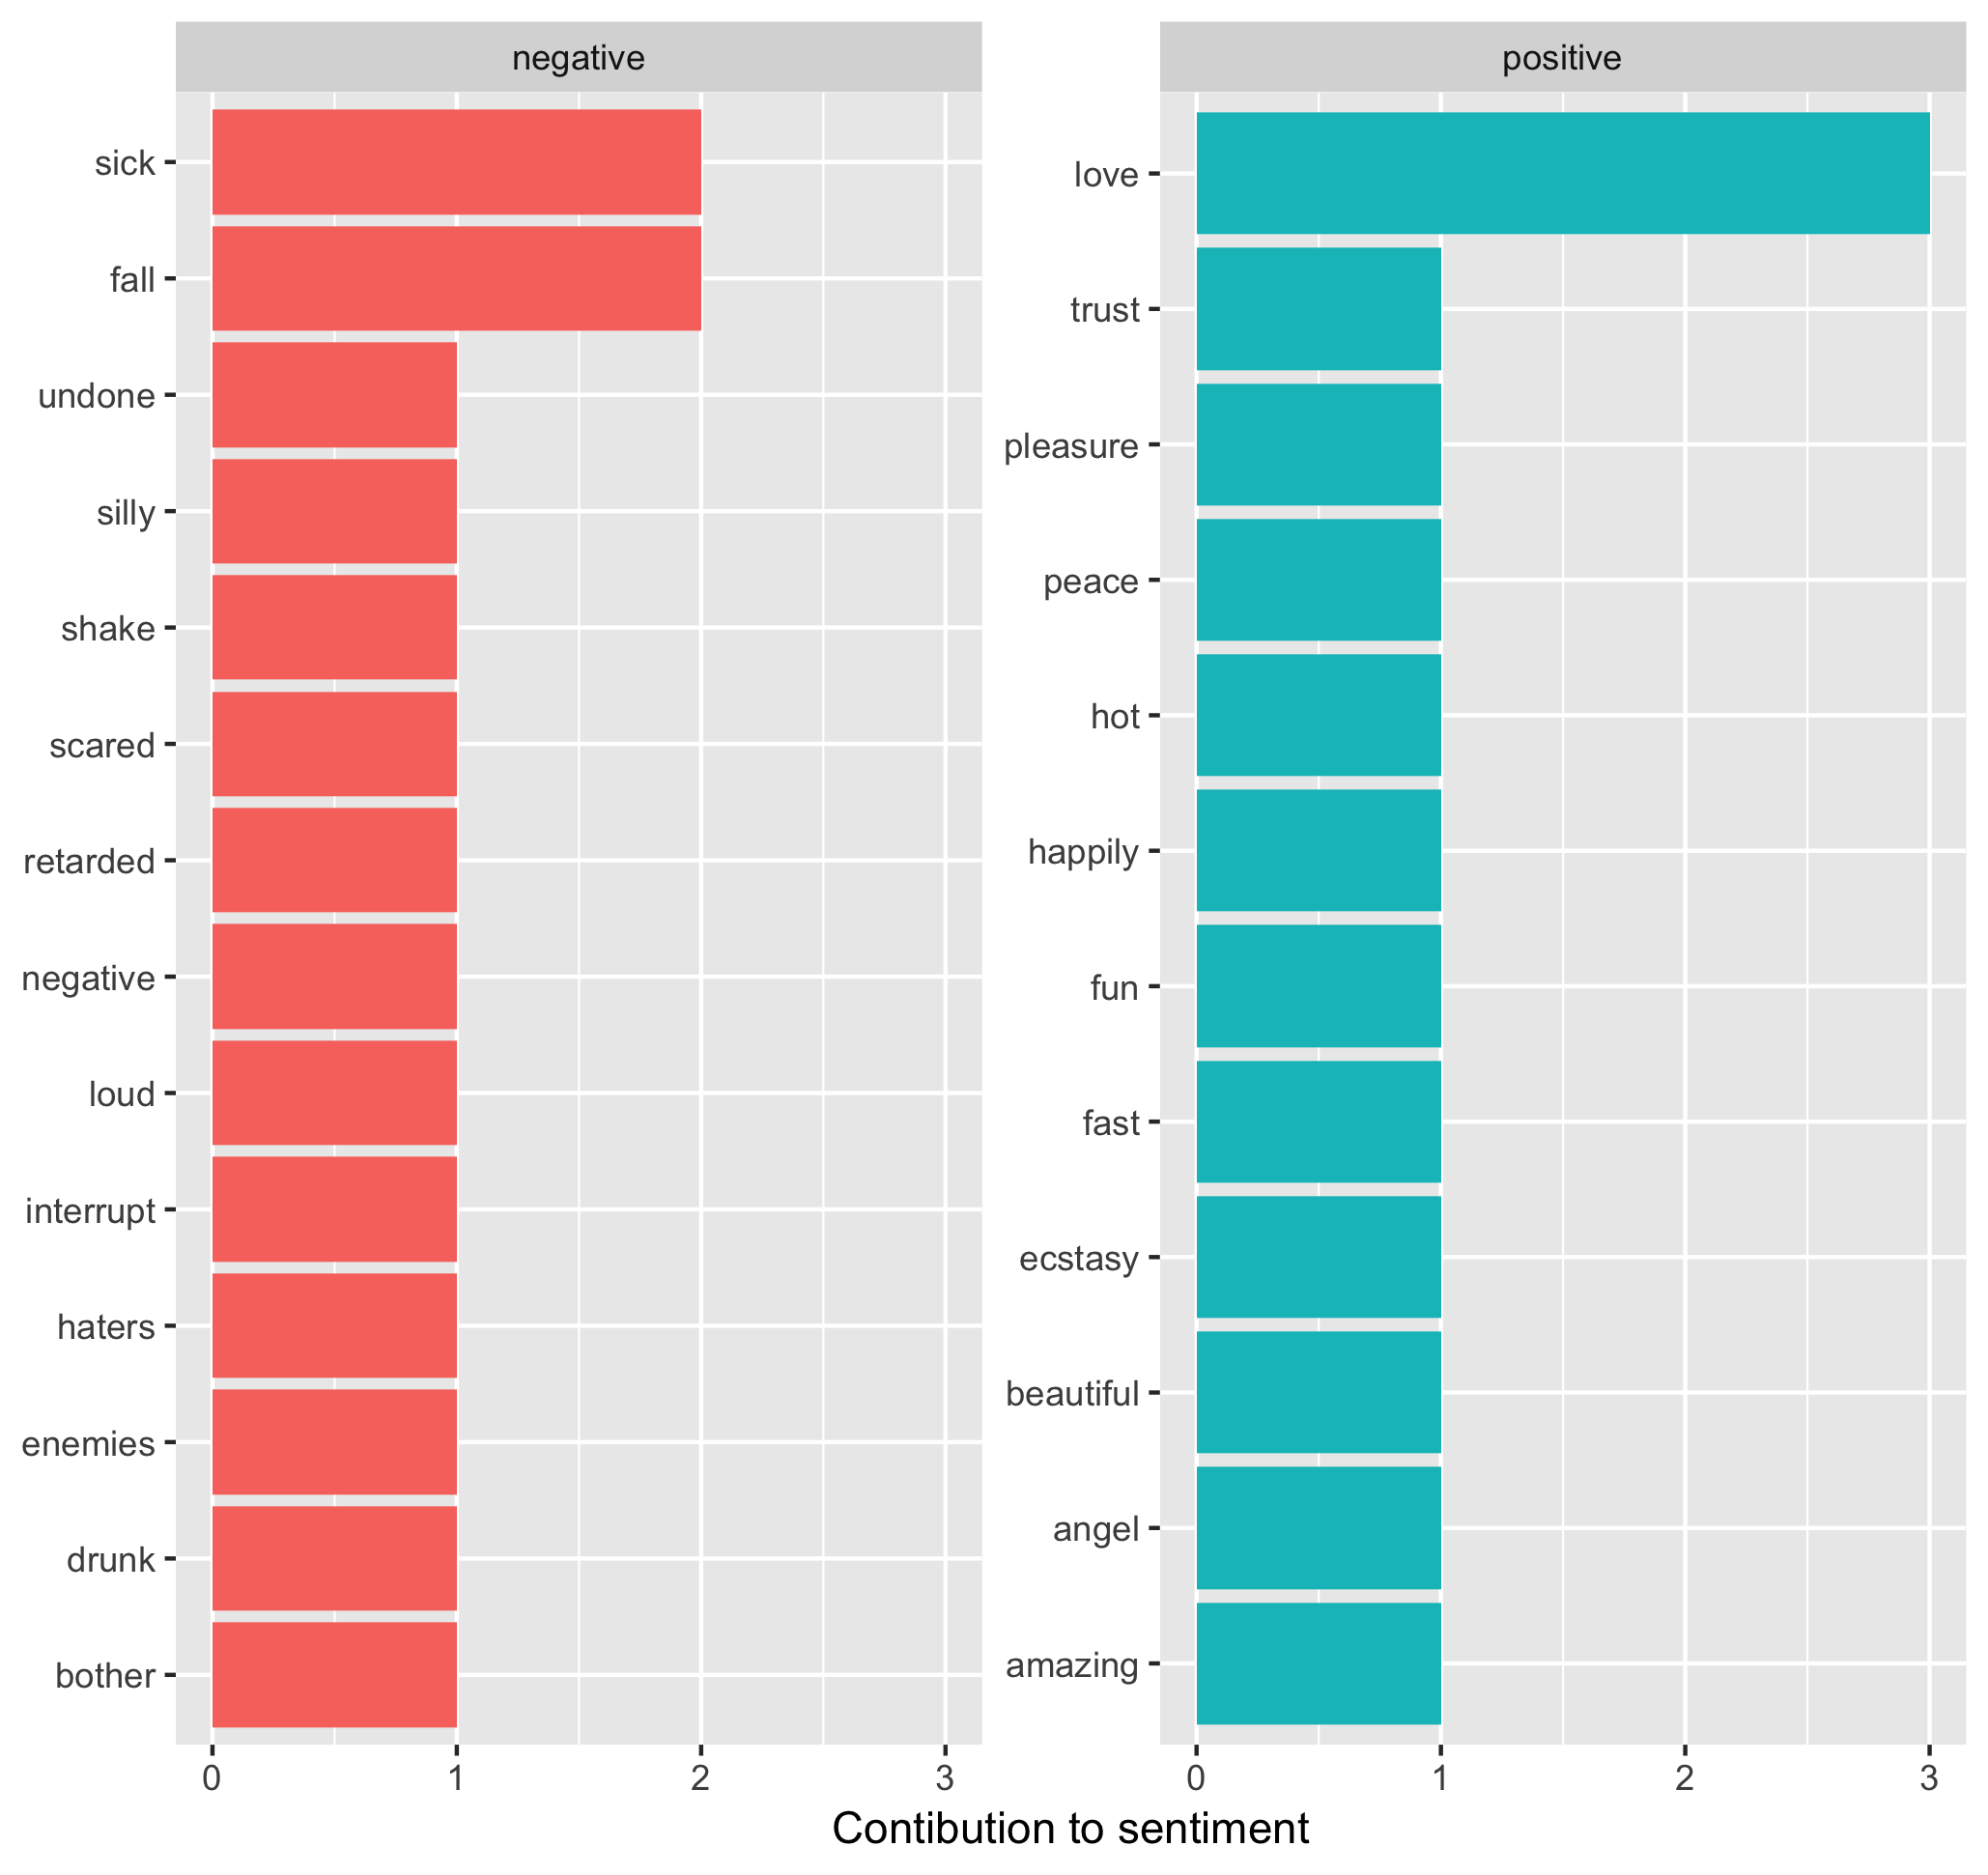 negative
sick
fall
undone
silly
shake
scared
retarded
negative
loud
interrupt
haters
enemies
drunk
bother
0 1 2 3
positive
love
trust
pleasure
peace
hot
happily
fun
fast
ecstasy
beautiful
angel
amazing
0 1 2 3
Contibution to sentiment